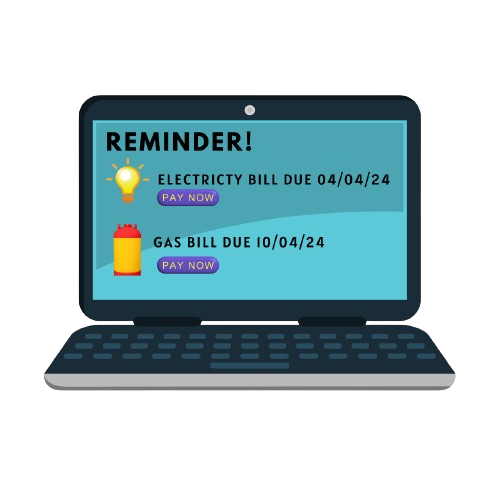 REMINDER!
ELECTRICTY BILL DUE 04/04/24
PAY NOW
GAS BILL DUE 10/04/24
PAY NOW